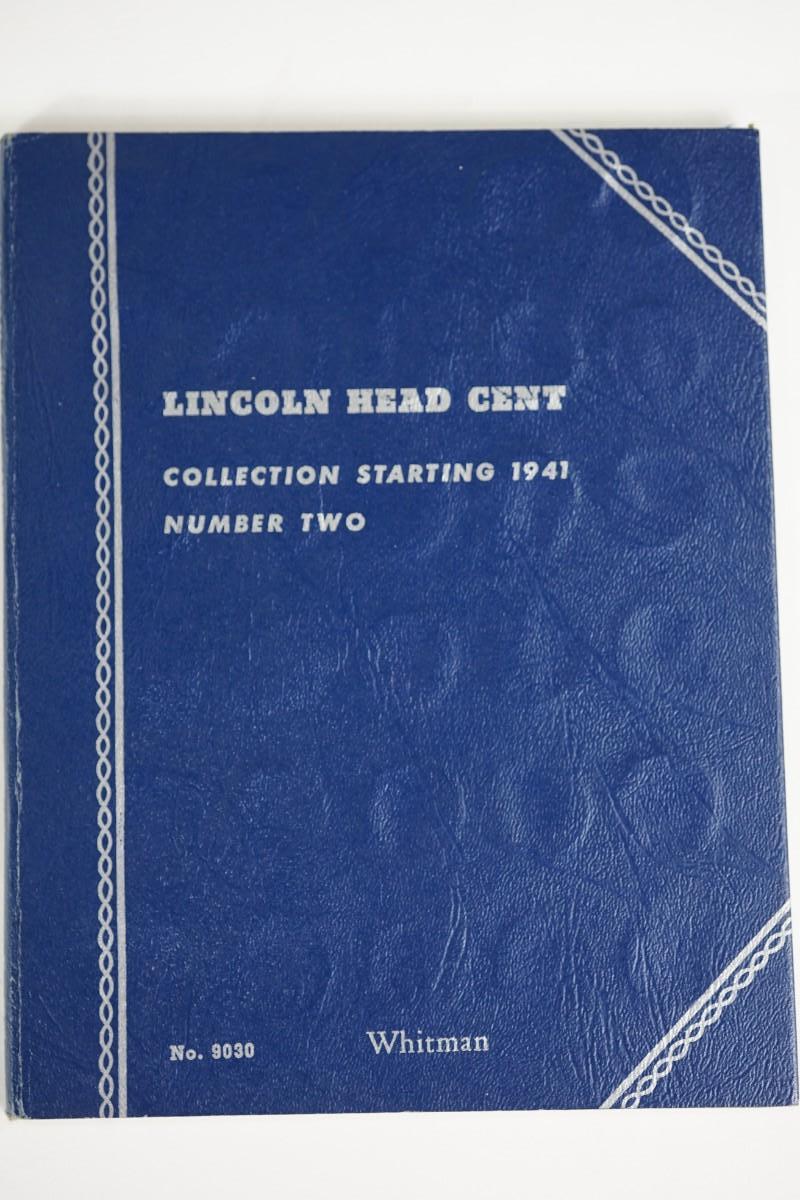 LINCOLN HEAD CENT
COLLECTION STARTING 1941
NUMBER TWO
No. 9030
Whitman